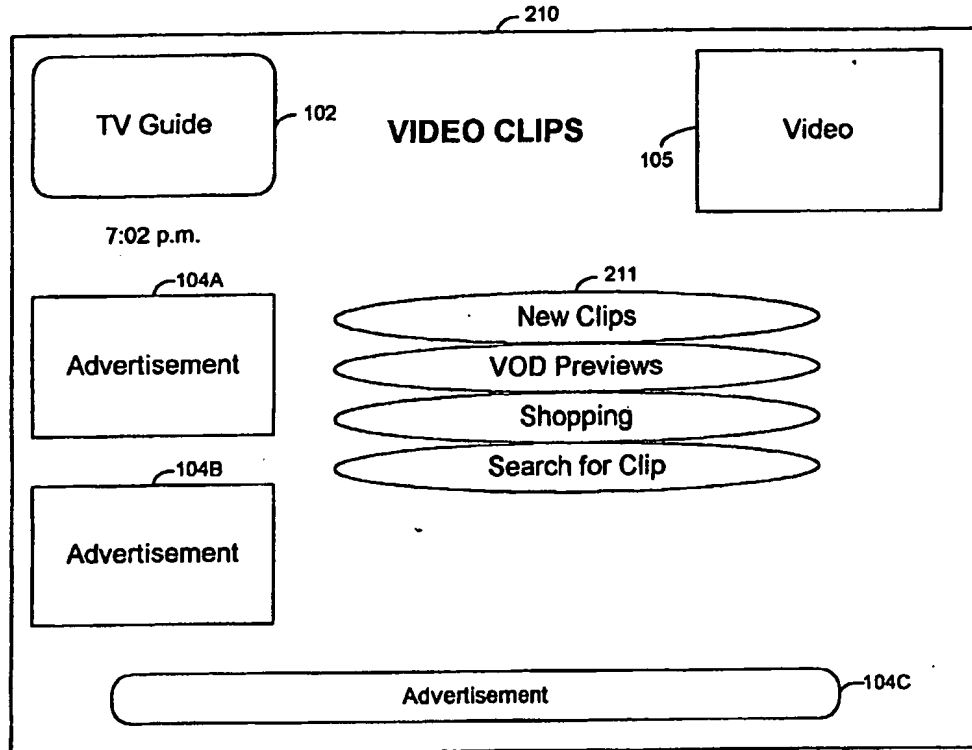 210
TV Guide
102
VIDEO CLIPS
105
Video
7:02 p.m.
104A
Advertisement
211
New Clips
VOD Previews
Shopping
Search for Clip
104B
Advertisement
Advertisement
104C